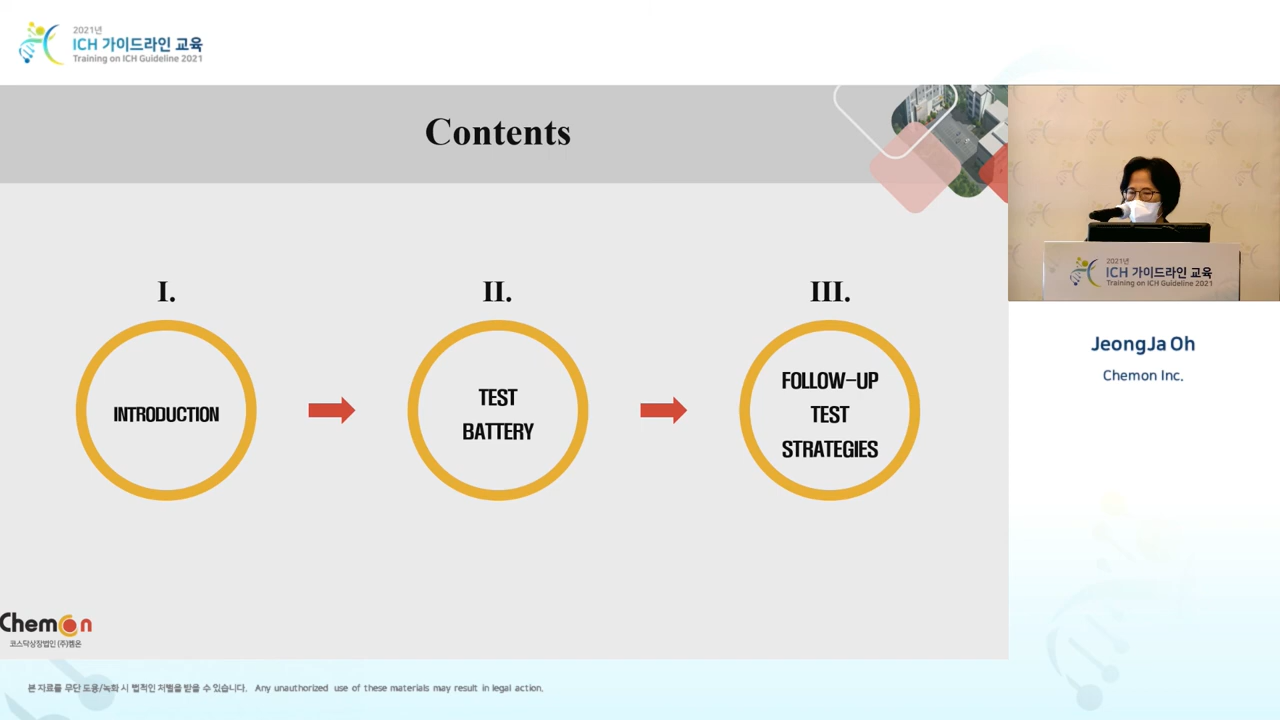 2021년
ICH 가이드라인 교육
Training on ICH Guideline 2021
Contents
I.
INTRODUCTION
II.
TEST
BATTERY
III.
FOLLOW-UP
TEST
STRATEGIES
2021년
ICH 가이드라인 교육
Training on ICH Guideline 2021
JeongJa Oh
Chemon Inc.
Chemon
코스닥상장법인 (주)켐온
본 자료를 무단 도용/녹화 시 법적인 처벌을 받을 수 있습니다. Any unauthorized use of these materials may result in legal action.